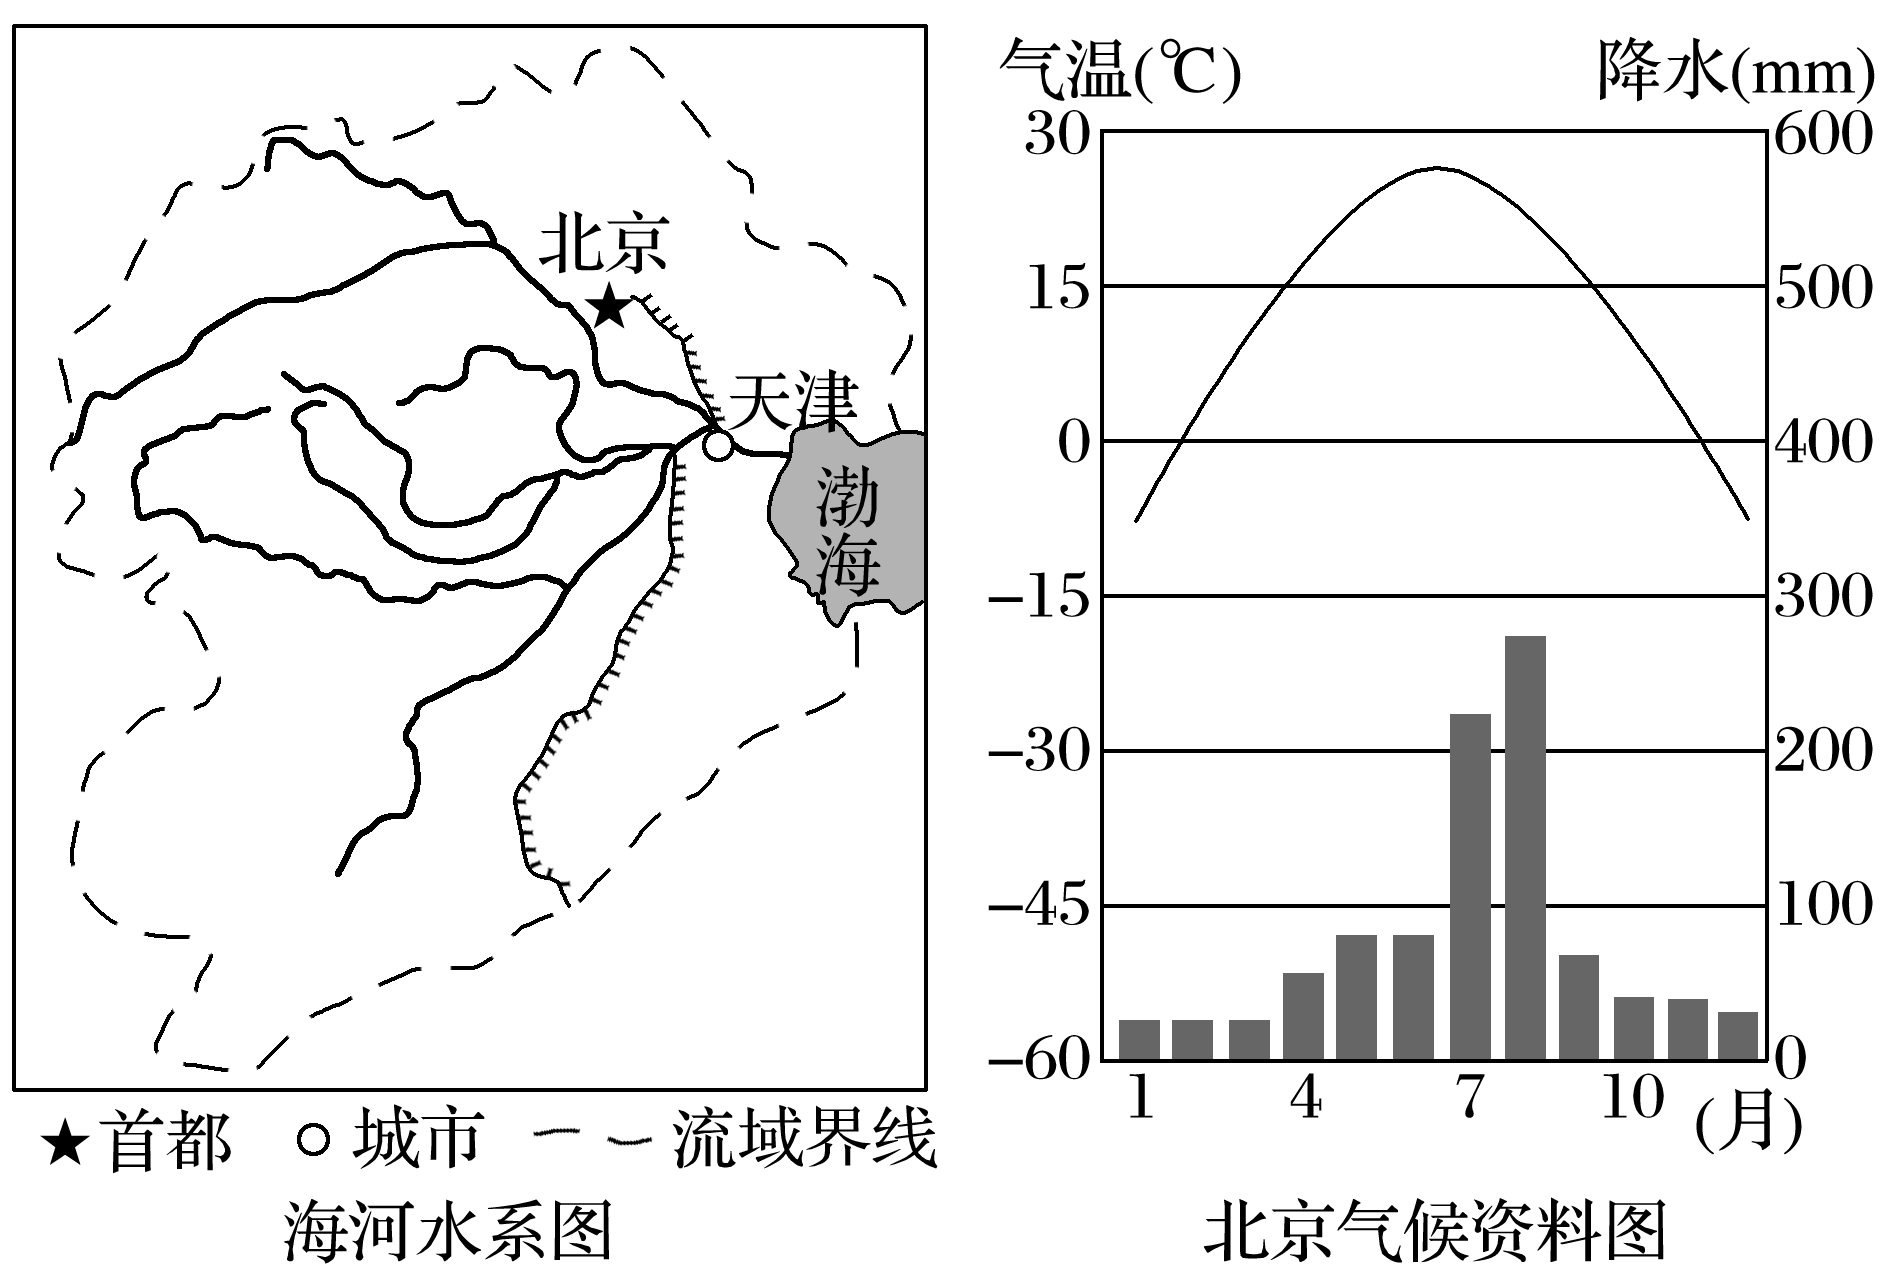 北京
天津
渤
海
首都 城市 流域界线
海河水系图
气温(℃) 降水(mm)
30 600
15 500
0 400
−15 300
−30 200
−45 100
−60 0
1 4 7 10 (月)
北京气候资料图